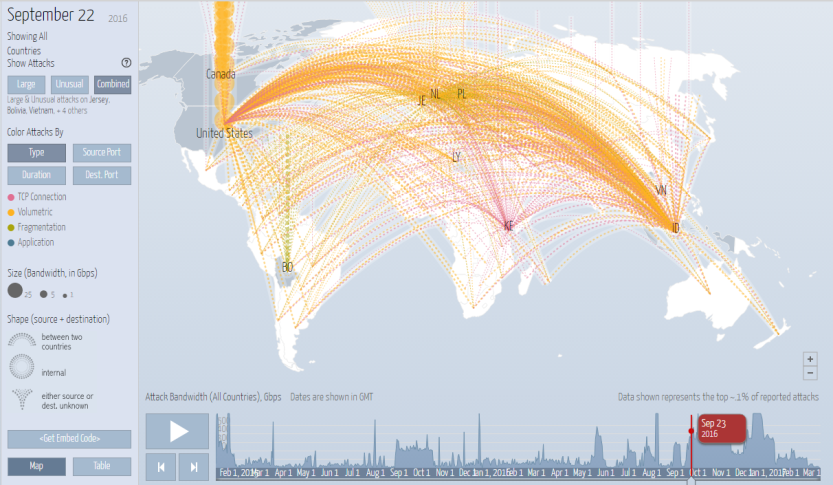 September 22 2016
Showing All
Countries
Show Attacks ?
Large Unusual Combined
Large & Unusual attacks on Jersey,
Bolivia, Vietnam, + 4 others
Color Attacks By
Type Source Port
Duration Dest. Port
TCP Connection
Volumetric
Fragmentation
Application
Size (Bandwidth, in Gbps)
25 5 1
Shape (source + destination)
between two
countries
internal
either source or
dest. unknown
<Get Embed Code>
Map Table
Canada
United States
JE NL PL
LY
VN
KE
ID
BO
+
−
Attack Bandwidth (All Countries), Gbps Dates are shown in GMT
Data shown represents the top ~.1% of reported attacks
Sep 23
2016
Feb 1, 2015 Mar 1 Apr 1 May 1 Jun 1 Jul 1 Aug 1 Sep 1 Oct 1 Nov 1 Dec 1 Jan 1, 2016 Feb 1 Mar 1 Apr 1 May 1 Jun 1 Jul 1 Aug 1 Sep 1 Oct 1 Nov 1 Dec 1 Jan 1, 2017 Feb 1 Mar 1